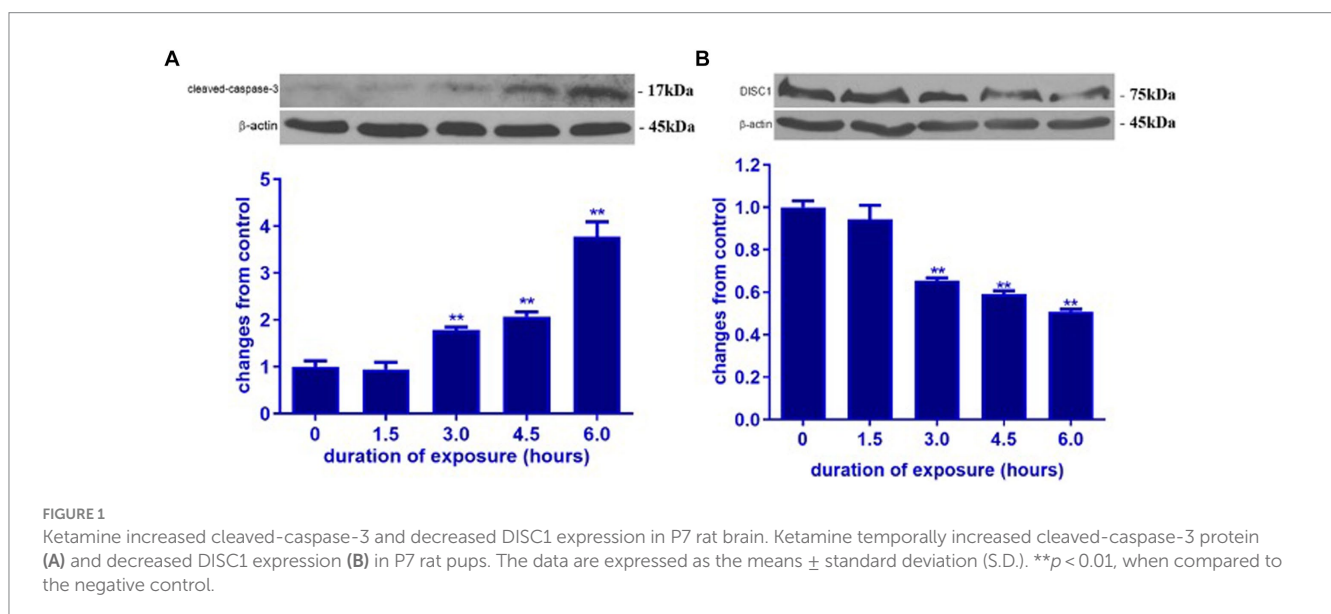 A
cleaved-caspase-3
- 17kDa
β-actin
- 45kDa
changes from control
5
4
3
2
1
0
**
**
**
0 1.5 3.0 4.5 6.0
duration of exposure (hours)
B
DISC1
- 75kDa
β-actin
- 45kDa
changes from control
1.2
1.0
0.8
0.6
0.4
0.2
0.0
**
**
**
0 1.5 3.0 4.5 6.0
duration of exposure (hours)
FIGURE 1
Ketamine increased cleaved-caspase-3 and decreased DISC1 expression in P7 rat brain. Ketamine temporally increased cleaved-caspase-3 protein
(A) and decreased DISC1 expression (B) in P7 rat pups. The data are expressed as the means ± standard deviation (S.D.). **p < 0.01, when compared to
the negative control.